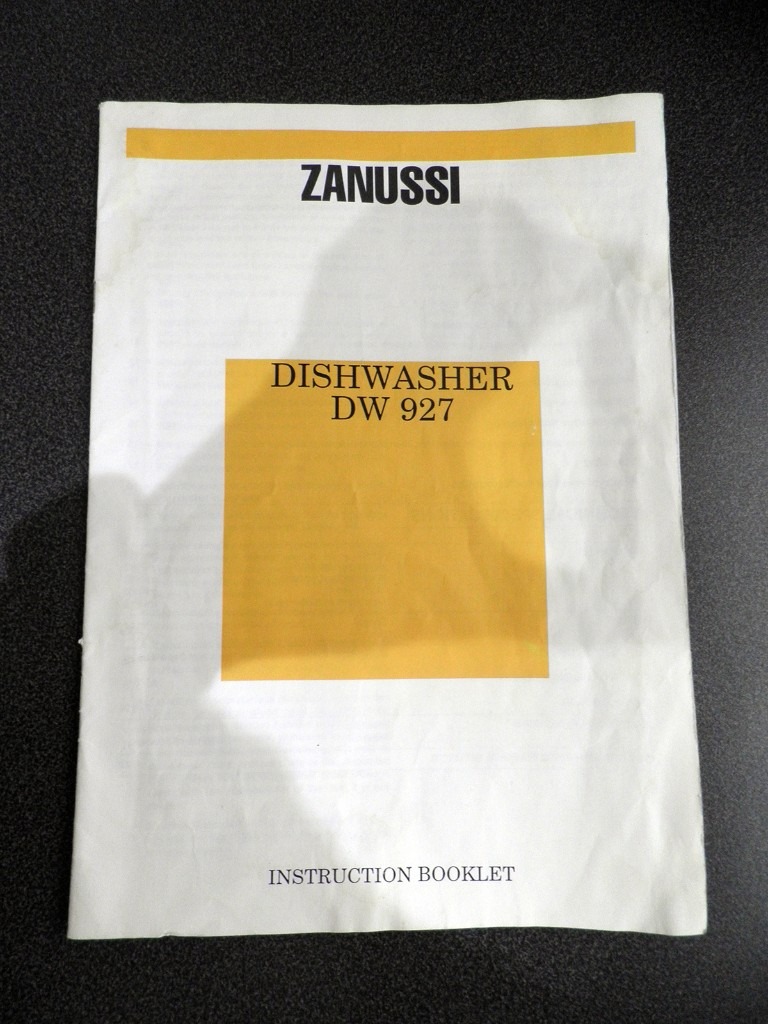 ZANUSSI
DISHWASHER
DW 927
INSTRUCTION BOOKLET